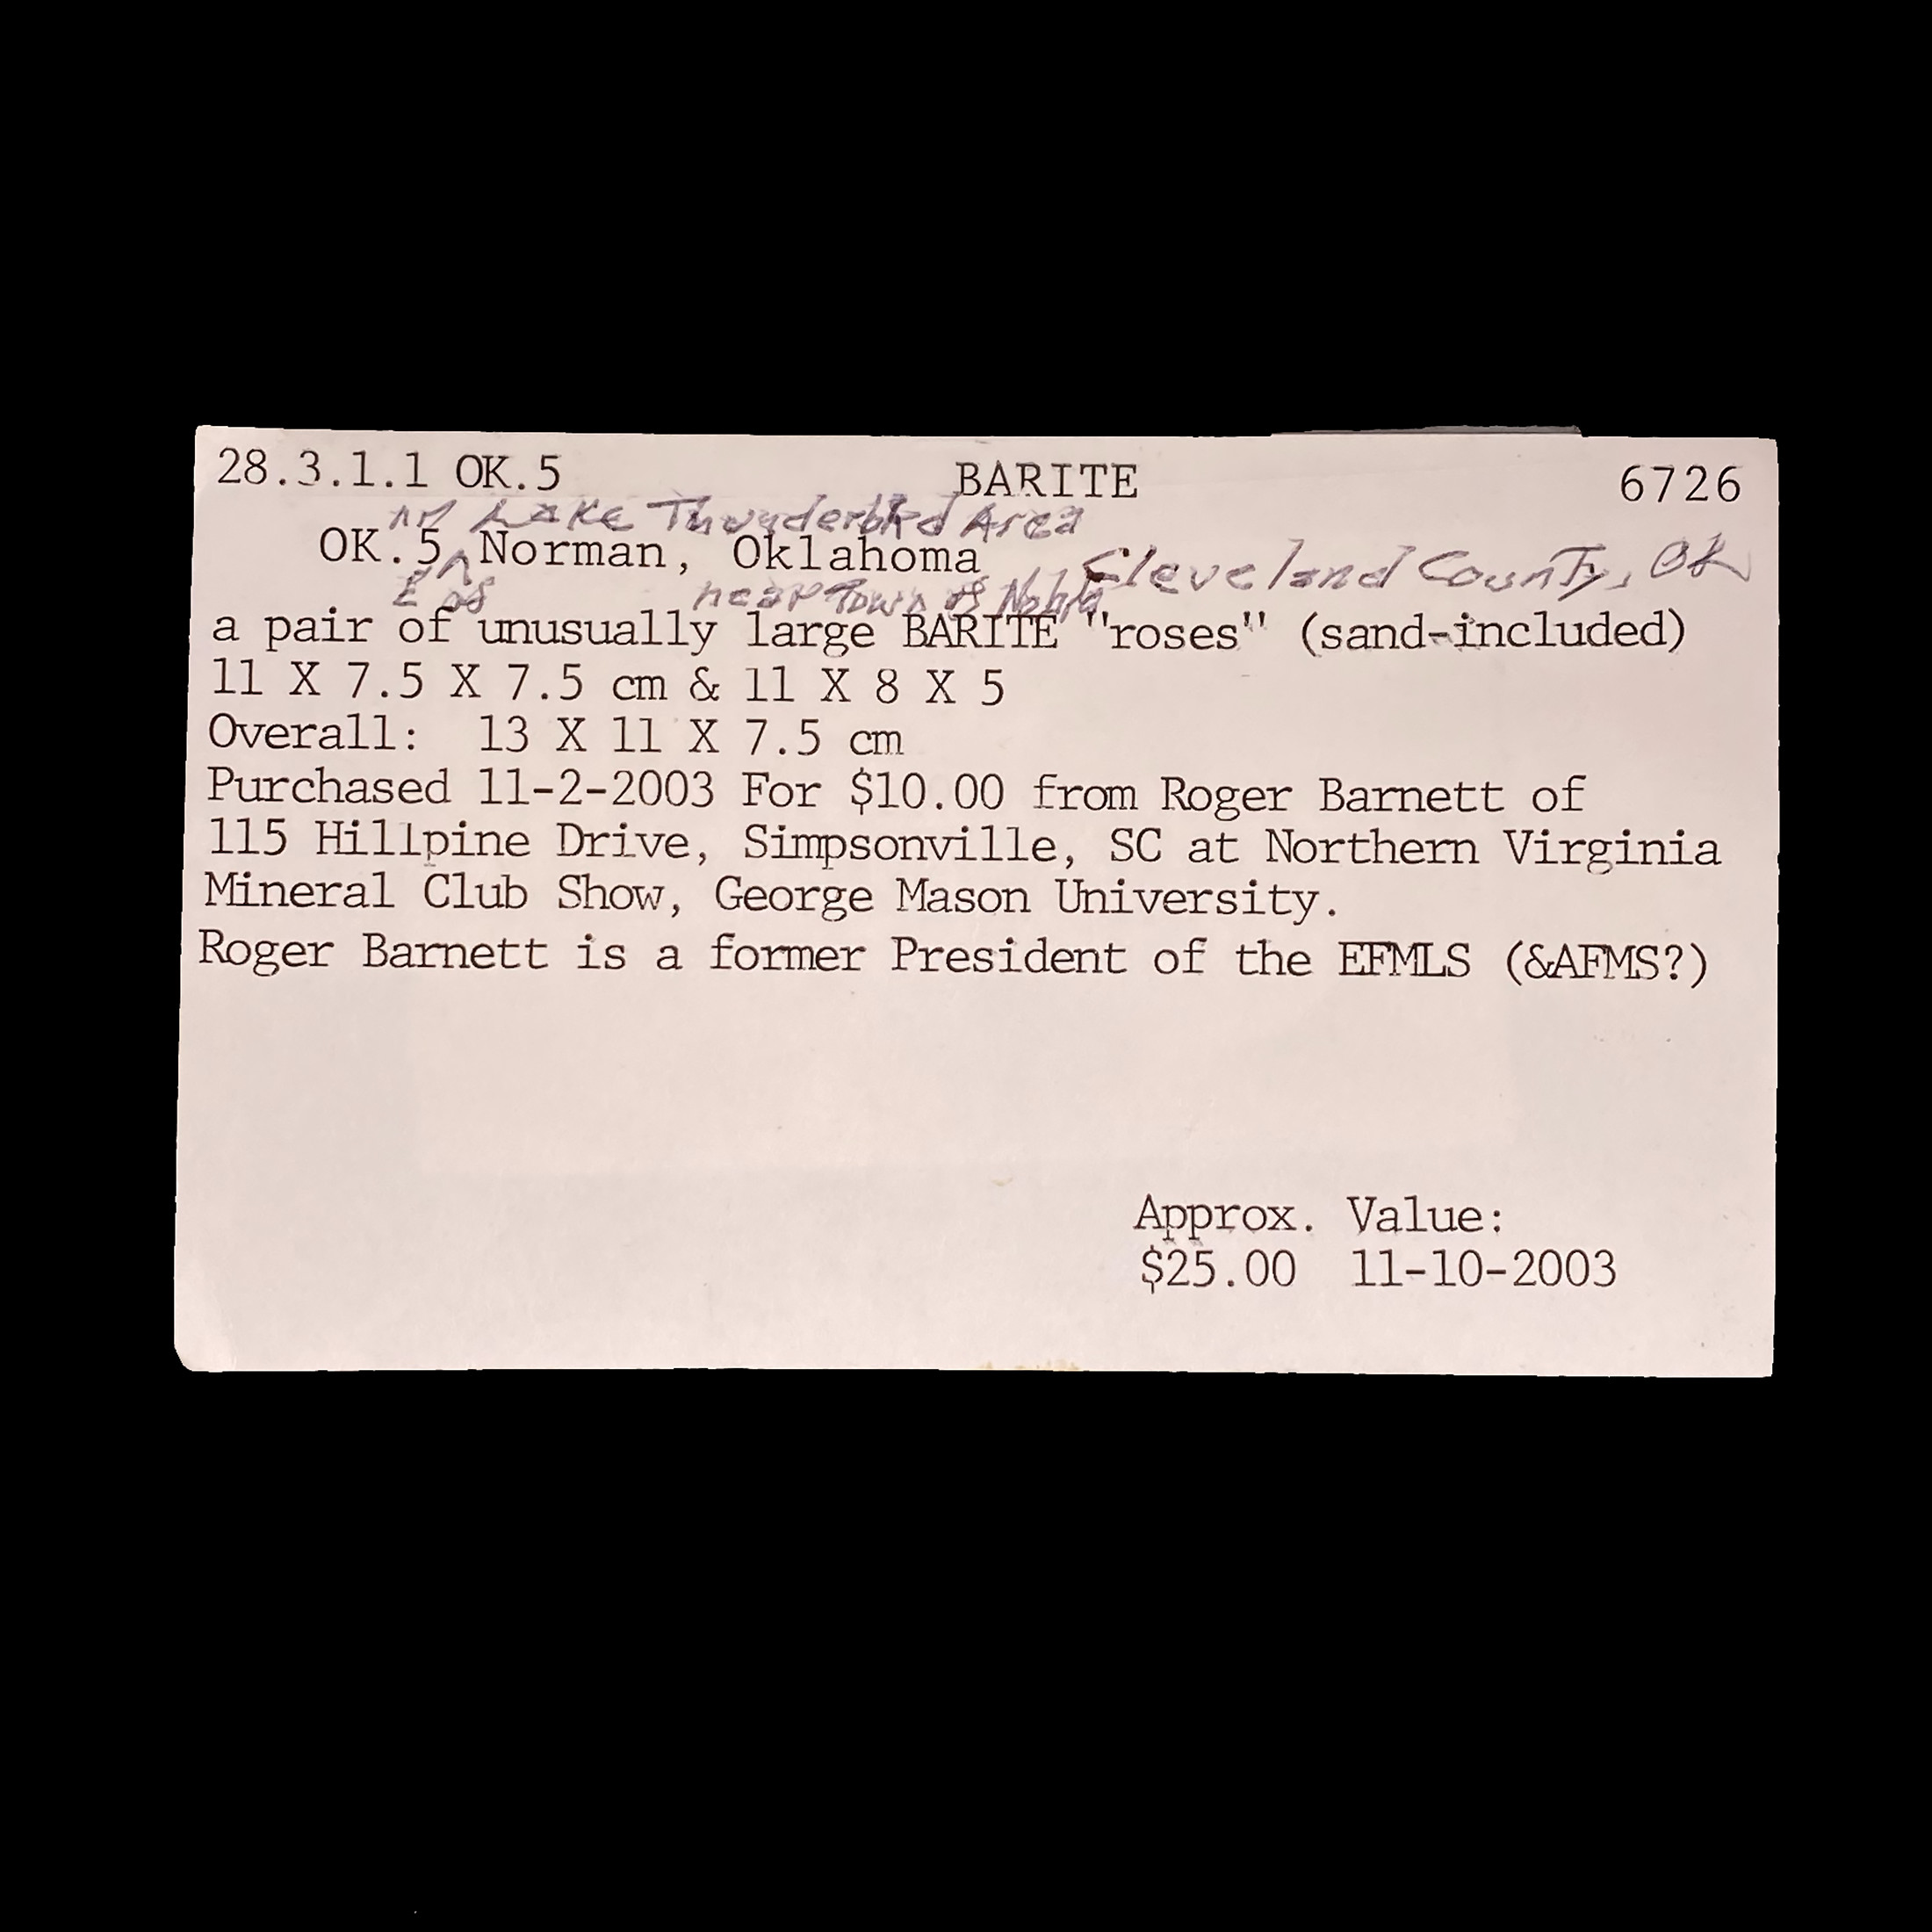 28.3.1.1 OK.5 BARITE 6726
nr Lake Thunderbird Area
OK.5 Norman, Oklahoma Cleveland County, OK
E of near Town of Noble
a pair of unusually large BARITE "roses" (sand-included)
11 X 7.5 X 7.5 cm & 11 X 8 X 5
Overall: 13 X 11 X 7.5 cm
Purchased 11-2-2003 For $10.00 from Roger Barnett of
115 Hillpine Drive, Simpsonville, SC at Northern Virginia
Mineral Club Show, George Mason University.
Roger Barnett is a former President of the EFMLS (&AFMS?)
Approx. Value:
$25.00 11-10-2003